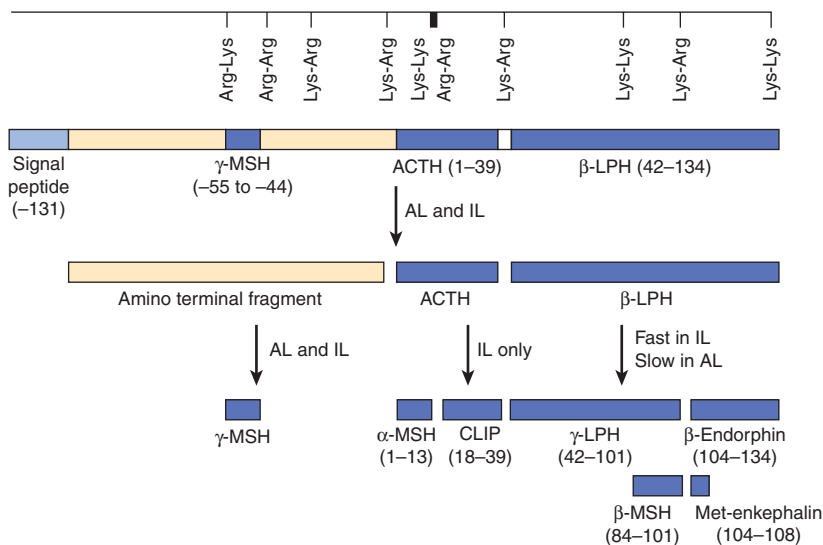 Arg-Lys
Arg-Arg
Lys-Arg
Lys-Arg
Lys-Lys
Arg-Arg
Lys-Arg
Lys-Lys
Lys-Arg
Lys-Lys
Signal
peptide
(–131)
γ-MSH
(–55 to –44)
ACTH (1–39)
β-LPH (42–134)
AL and IL
Amino terminal fragment
ACTH
β-LPH
AL and IL
IL only
Fast in IL
Slow in AL
γ-MSH
α-MSH
(1–13)
CLIP
(18–39)
γ-LPH
(42–101)
β-Endorphin
(104–134)
β-MSH
(84–101)
Met-enkephalin
(104–108)